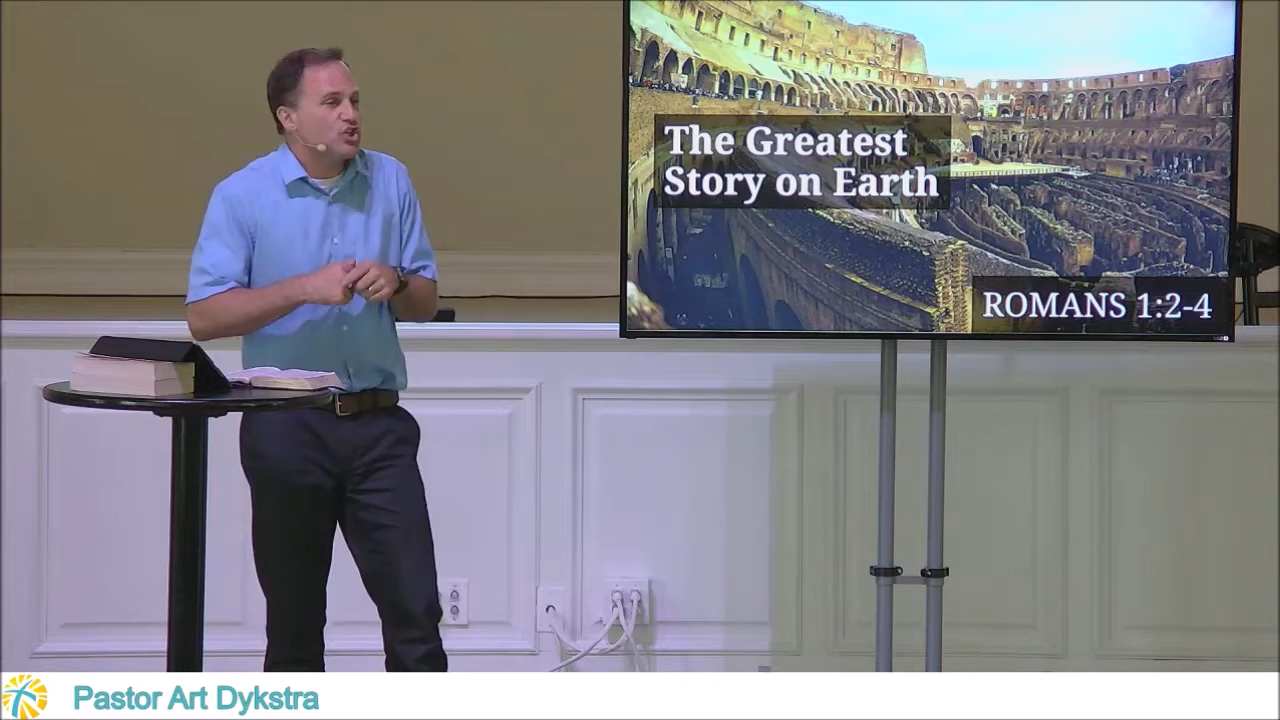 The Greatest
Story on Earth
ROMANS 1:2-4
Pastor Art Dykstra